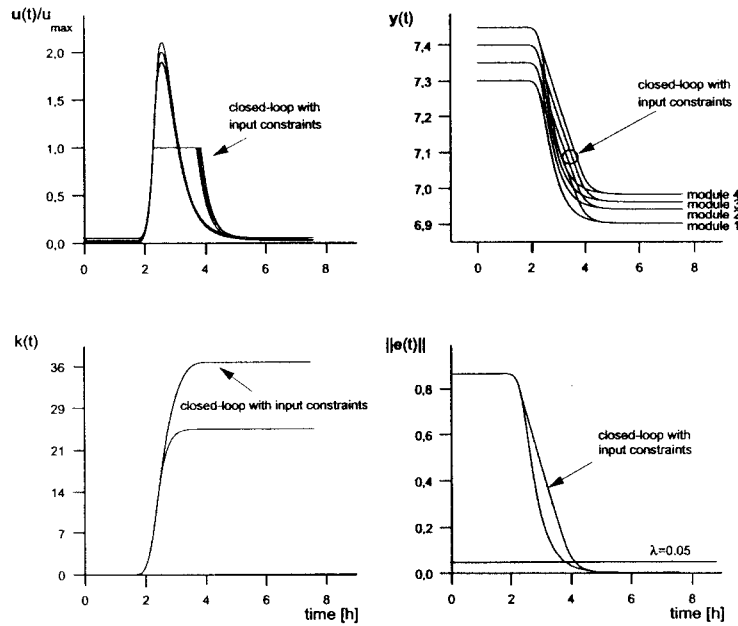 u(t)/u max
2,0
1,5
1,0
0,5
0,0
0 2 4 6 8
closed-loop with
input constraints
y(t)
7,4
7,3
7,2
7,1
7,0
6,9
0 2 4 6 8
closed-loop with
input constraints
module
module
module
module 1
k(t)
36
29
21
14
7
0
0 2 4 6 8
time [h]
closed-loop with input constraints
||e(t)||
0,8
0,6
0,4
0,2
0,0
0 2 4 6 8
time [h]
closed-loop with
input constraints
λ=0.05